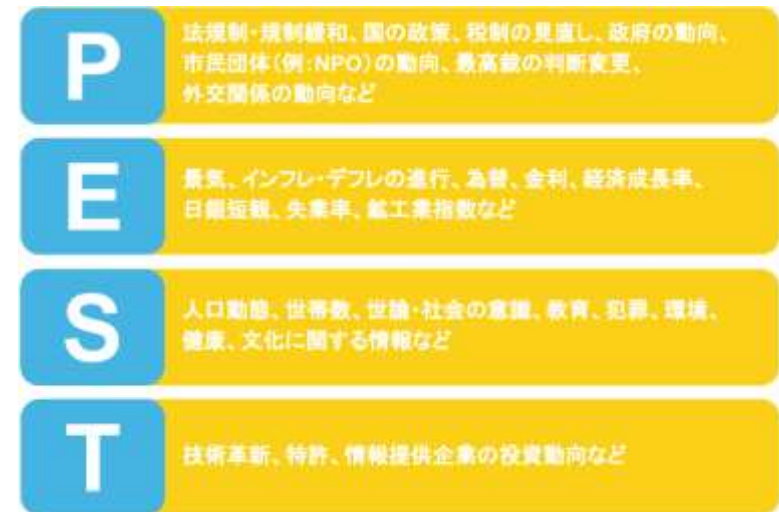 P
法規制・規制緩和、国の政策、税制の見直し、政府の動向、
市民団体（例：NPO）の動向、最高裁の判断変更、
外交関係の動向など
E
景気、インフレ・デフレの進行、為替、金利、経済成長率、
日銀短観、失業率、鉱工業指数など
S
人口動態、世帯数、世論・社会の意識、教育、犯罪、環境、
健康、文化に関する情報など
T
技術革新、特許、情報提供企業の投資動向など